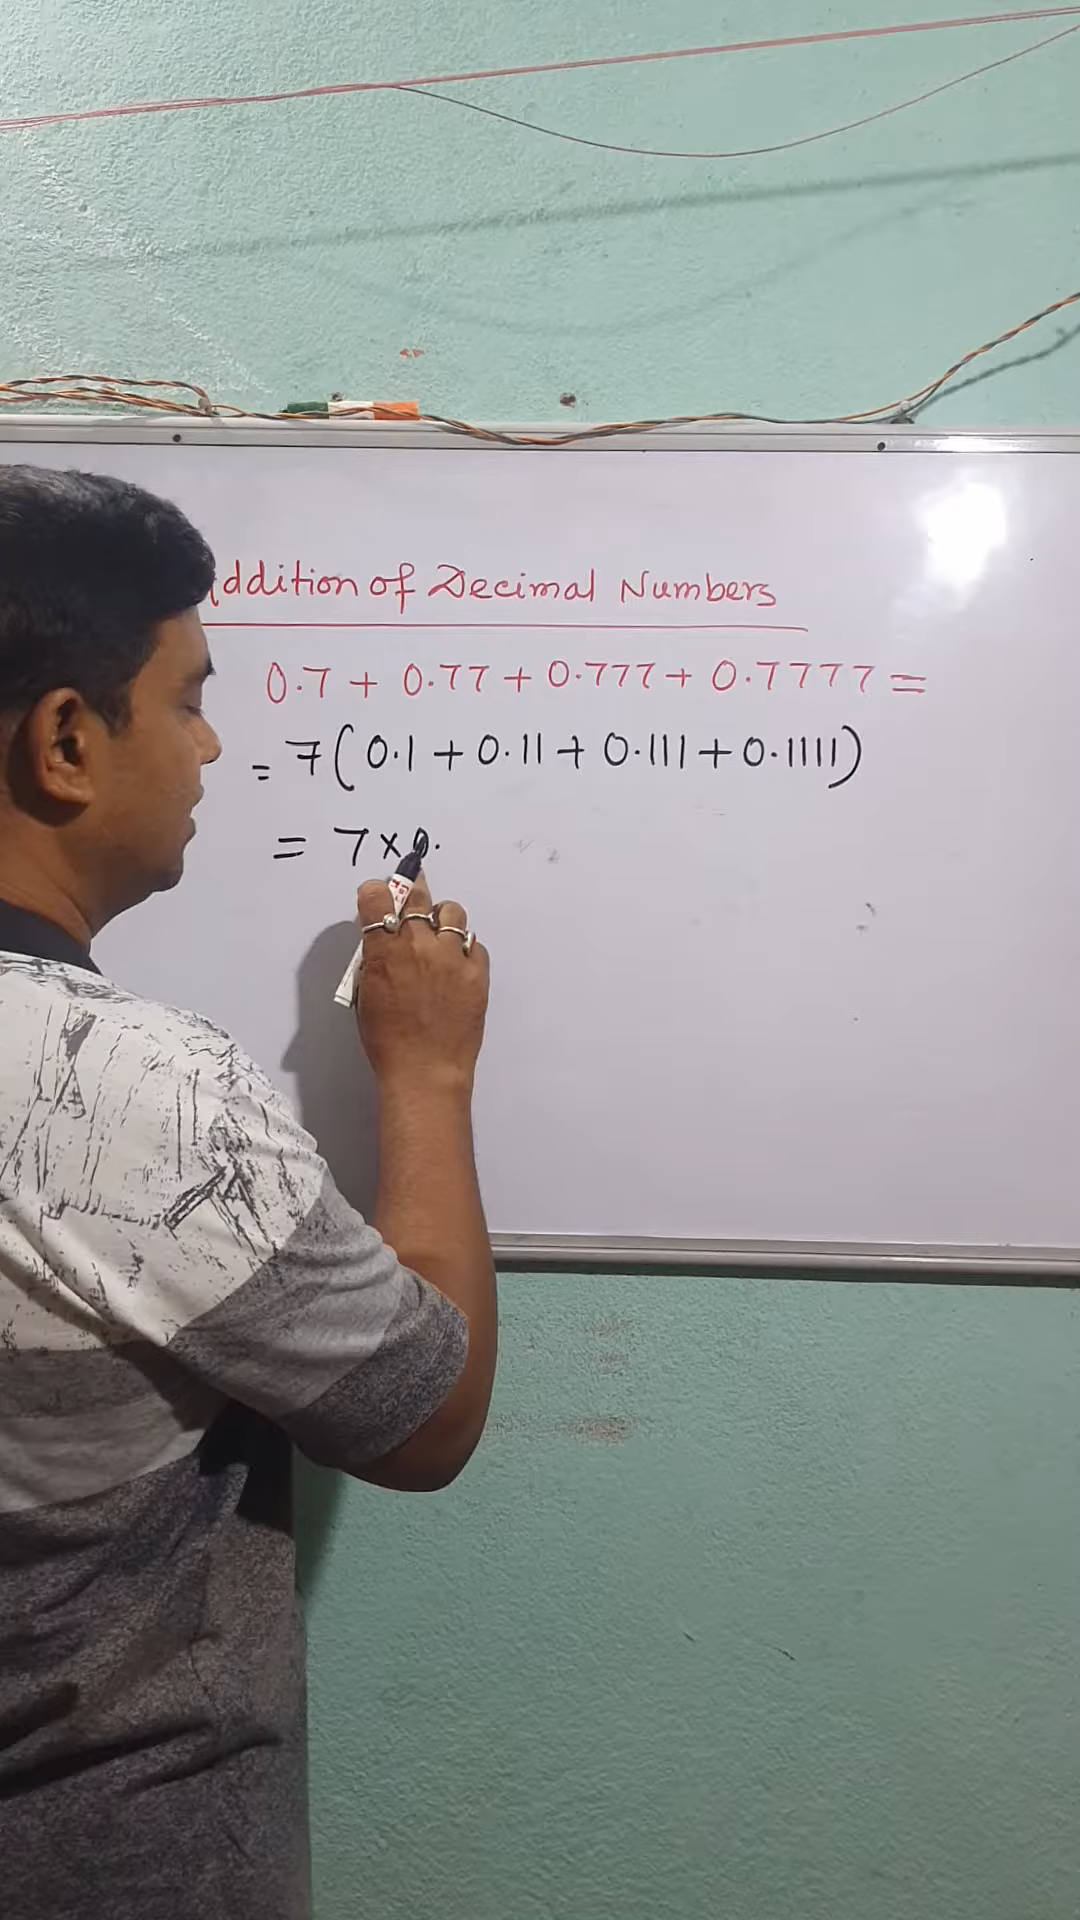 ddition of Decimal Numbers
0.7 + 0.77 + 0.777 + 0.7777 =
= 7(0.1 + 0.11 + 0.111 + 0.1111)
= 7 × 0.